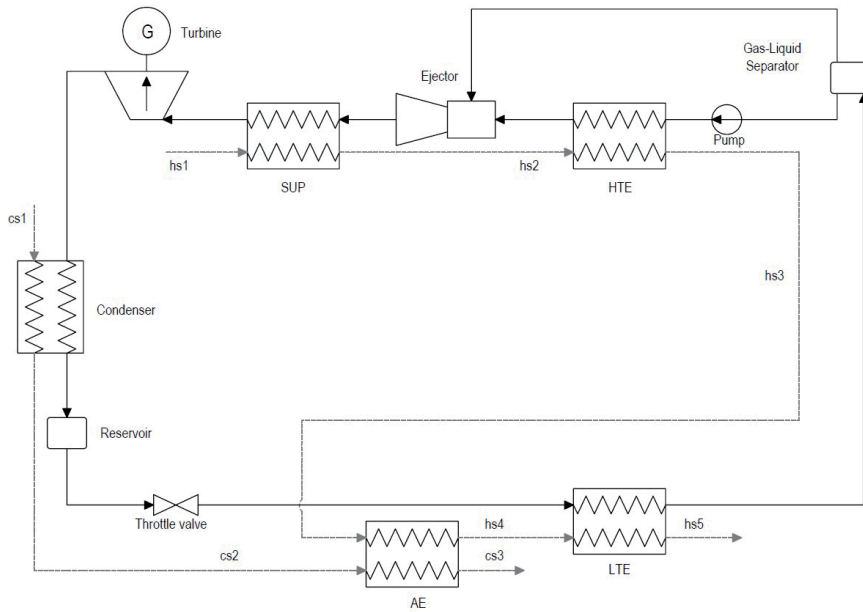 G
Turbine
Ejector
Gas-Liquid
Separator
Pump
hs1
hs2
SUP
HTE
cs1
hs3
Condenser
Reservoir
Throttle valve
hs4
hs5
cs2
cs3
LTE
AE